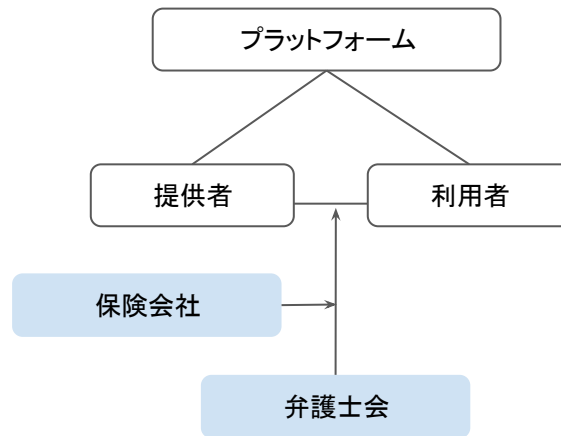 プラットフォーム
提供者
利用者
保険会社
弁護士会